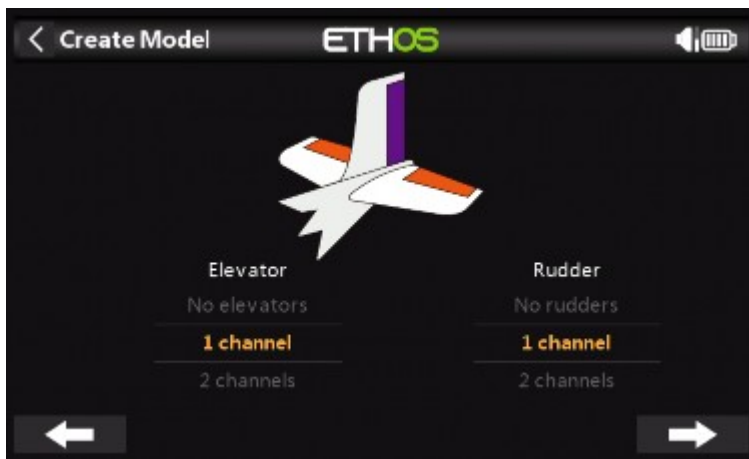 Create Model
ETHOS
Elevator
Rudder
No elevators
No rudders
1 channel
1 channel
2 channels
2 channels